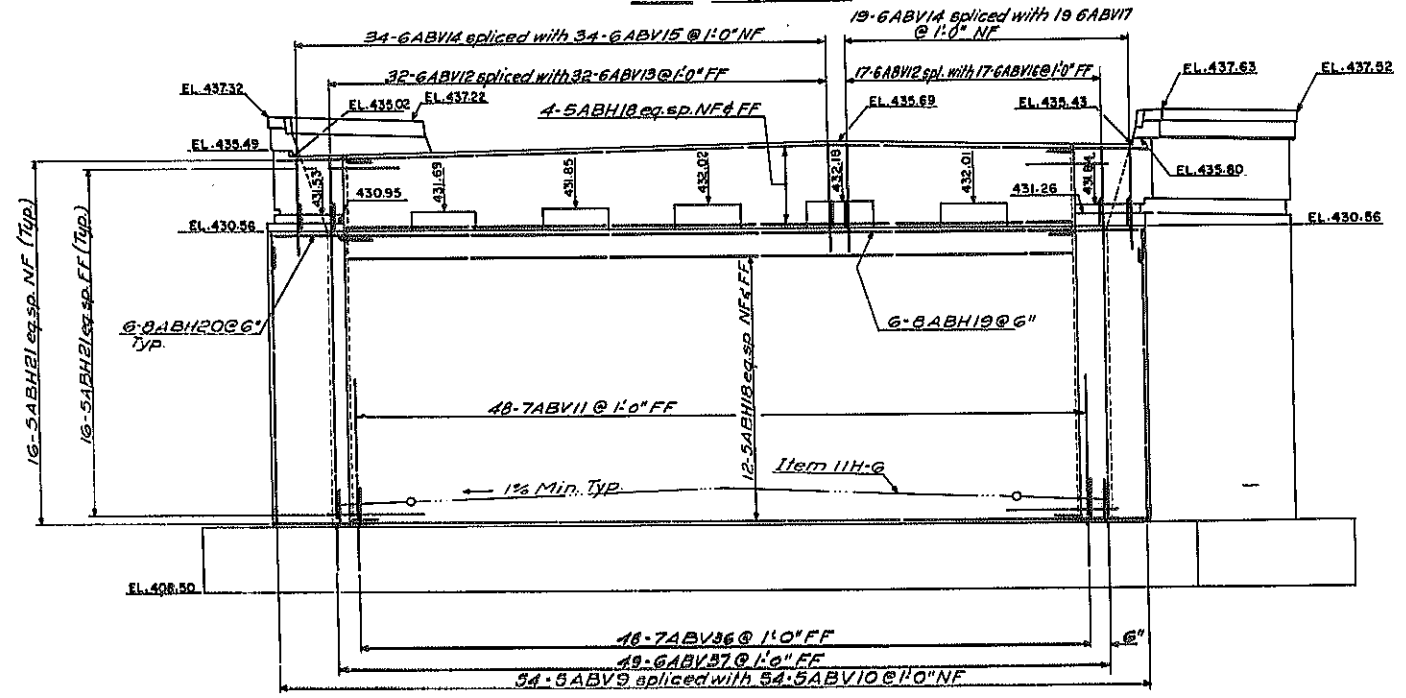 19-6ABV14 spliced with 19 6ABV17
@ 1'.0" NF
34-6ABV14 spliced with 34-6ABV15 @ 1'.0" NF
32-6ABV12 spliced with 32-6ABV13 @ 1'.0" FF
17-6ABV12 spl. with 17-6ABV16 @ 1'.0" FF
EL.437.63
EL.437.52
EL.437.32
EL.435.02
EL.437.22
4-5ABH18 eq.sp. NF & FF
EL.435.69
EL.435.43
EL.435.49
EL.435.80
431.53
430.95
431.69
431.85
432.02
432.18
432.01
431.26
431.84
EL.430.56
EL.430.56
16-5ABH21 eq.sp. NF (Typ.)
16-5ABH21 eq.sp. FF (Typ.)
6-8ABH20 @ 6"
Typ.
6-8ABH19 @ 6"
12-5ABH18 eq.sp. NF & FF
48-7ABV11 @ 1'.0" FF
Item 11H-6
1% Min. Typ.
EL.408.50
48-7ABV36 @ 1'.0" FF
6"
49-6ABV37 @ 1'.0" FF
54-5ABV9 spliced with 54-5ABV10 @ 1'.0" NF